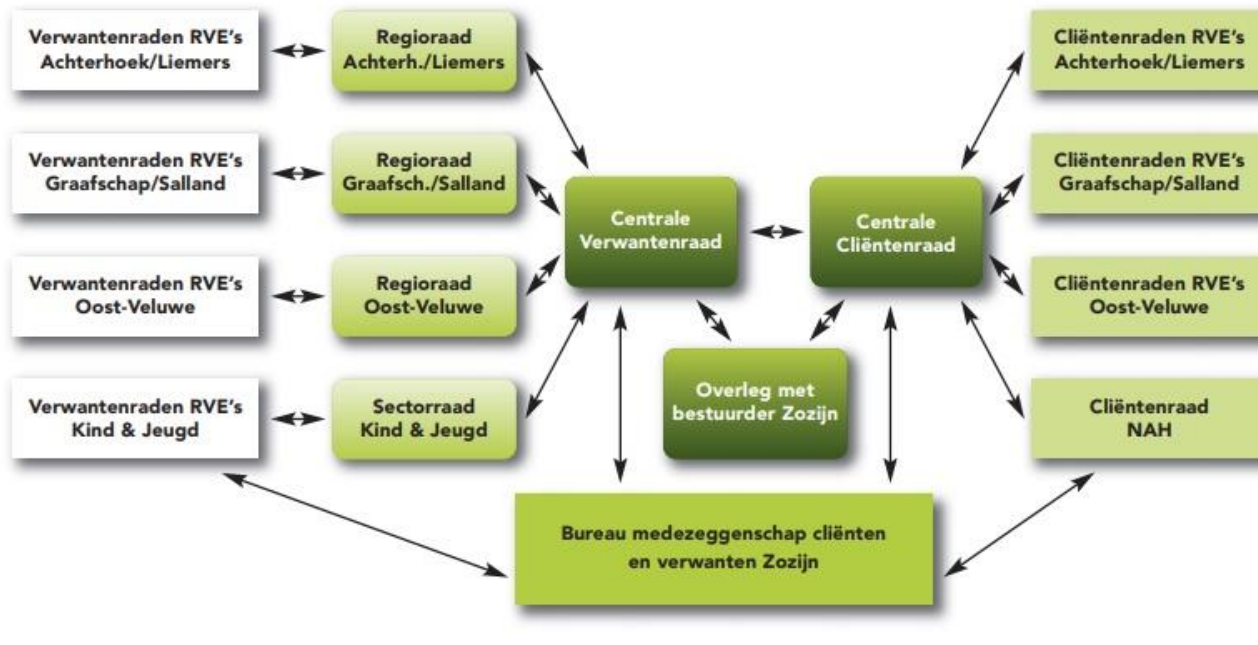 Verwantenraden RVE's
Achterhoek/Liemers
Regioraad
Achterh./Liemers
Cliëntenraden RVE's
Achterhoek/Liemers
Verwantenraden RVE's
Graafschap/Salland
Regioraad
Graafsch./Salland
Cliëntenraden RVE's
Graafschap/Salland
Centrale
Verwantenraad
Centrale
Cliëntenraad
Verwantenraden RVE's
Oost-Veluwe
Regioraad
Oost-Veluwe
Cliëntenraden RVE's
Oost-Veluwe
Verwantenraden RVE's
Kind & Jeugd
Sectorraad
Kind & Jeugd
Overleg met
bestuurder Zozijn
Cliëntenraad
NAH
Bureau medezeggenschap cliënten
en verwanten Zozijn